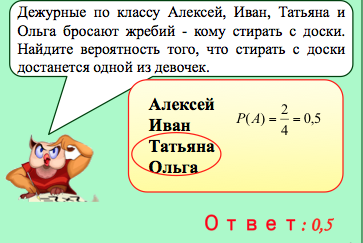 Дежурные по классу Алексей, Иван, Татьяна и
Ольга бросают жребий - кому стирать с доски.
Найдите вероятность того, что стирать с доски
достанется одной из девочек.
Алексей
Иван
Татьяна
Ольга
P(A) = 2/4 = 0,5
Ответ: 0,5